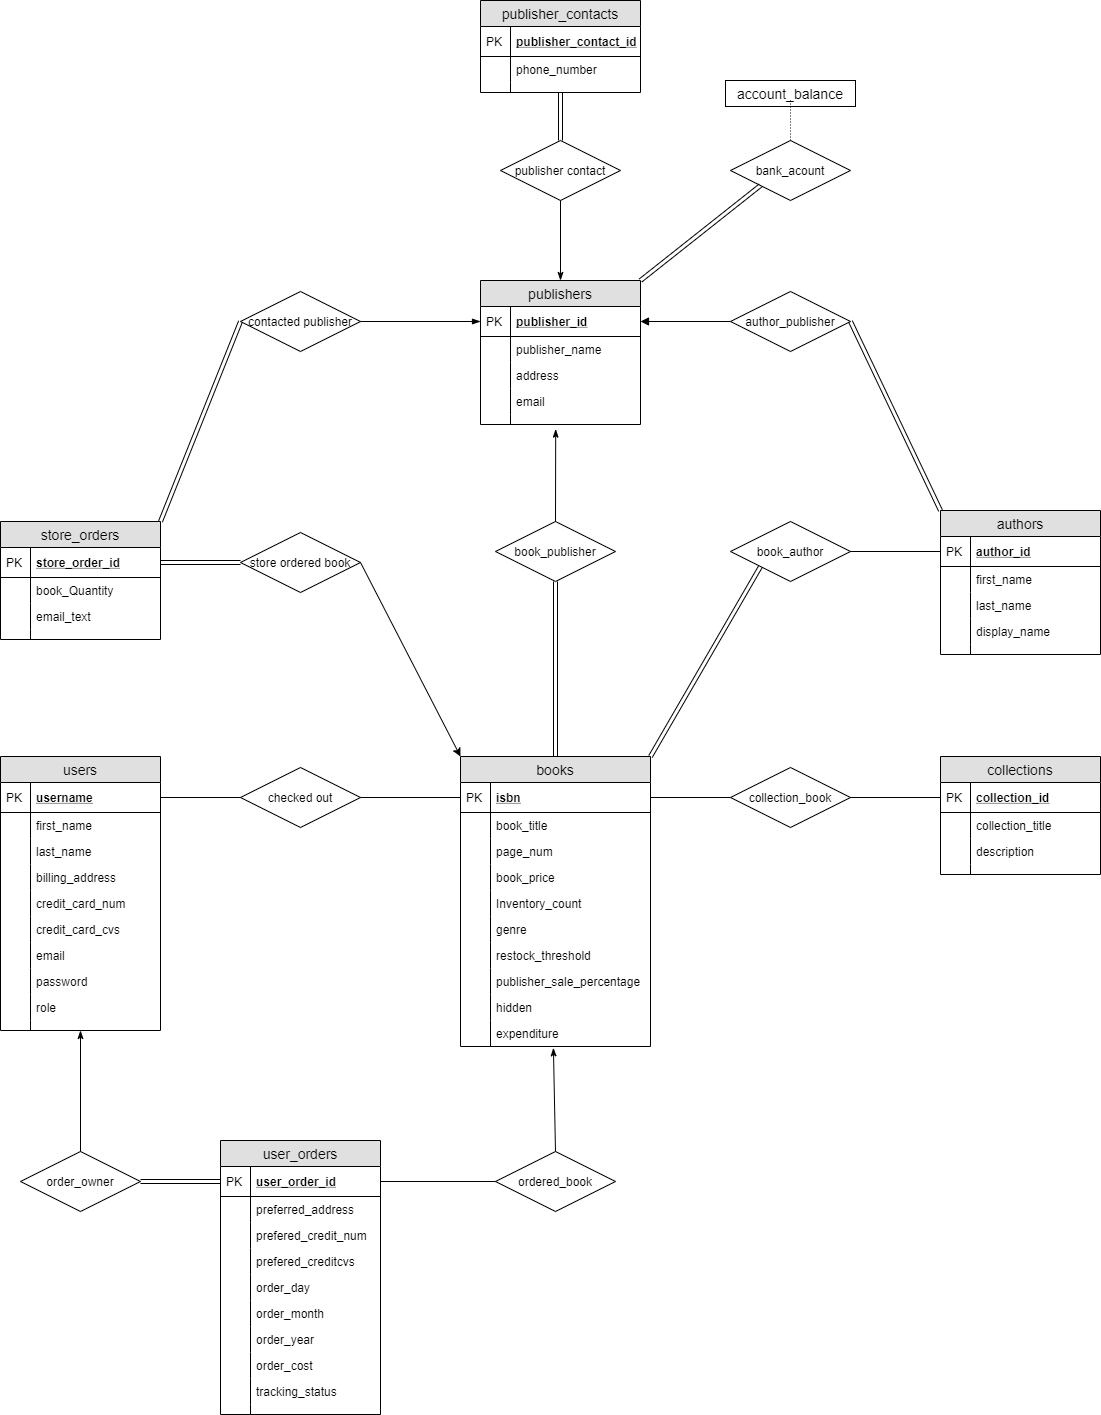 publisher_contacts
PK publisher_contact_id
phone_number
account_balance
publisher contact
bank_acount
publishers
PK publisher_id
publisher_name
address
email
contacted publisher
author_publisher
store_orders
PK store_order_id
book_Quantity
email_text
store ordered book
book_publisher
book_author
authors
PK author_id
first_name
last_name
display_name
users
PK username
first_name
last_name
billing_address
credit_card_num
credit_card_cvs
email
password
role
checked out
books
PK isbn
book_title
page_num
book_price
Inventory_count
genre
restock_threshold
publisher_sale_percentage
hidden
expenditure
collection_book
collections
PK collection_id
collection_title
description
order_owner
user_orders
PK user_order_id
preferred_address
prefered_credit_num
prefered_creditcvs
order_day
order_month
order_year
order_cost
tracking_status
ordered_book